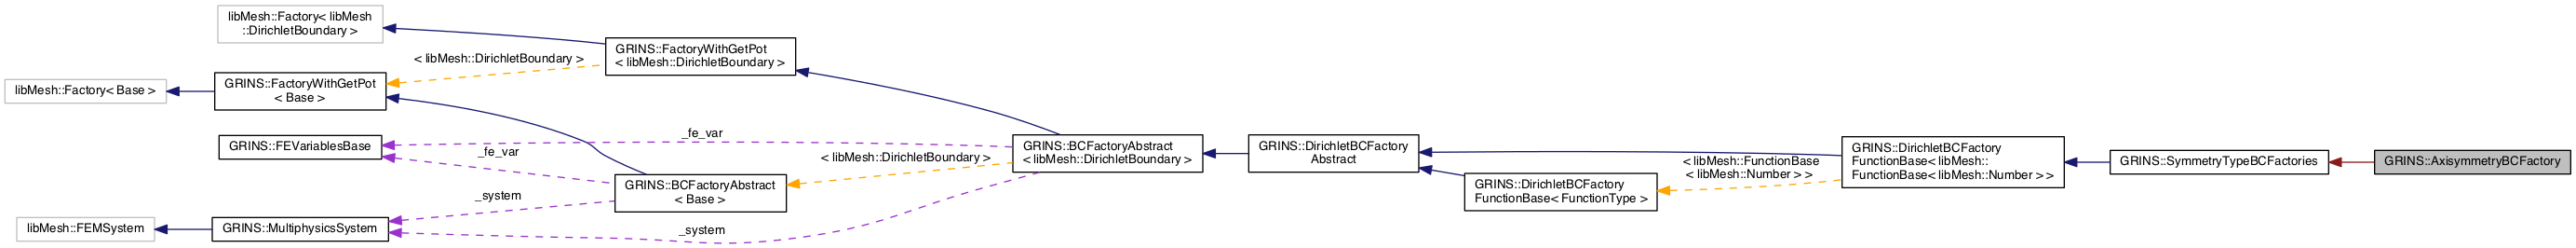 libMesh::Factory< libMesh
::DirichletBoundary >
GRINS::FactoryWithGetPot
< libMesh::DirichletBoundary >
< libMesh::DirichletBoundary >
libMesh::Factory< Base >
GRINS::FactoryWithGetPot
< Base >
_fe_var
GRINS::FEVariablesBase
_fe_var
GRINS::BCFactoryAbstract
< libMesh::DirichletBoundary >
< libMesh::DirichletBoundary >
GRINS::BCFactoryAbstract
< Base >
_system
libMesh::FEMSystem
GRINS::MultiphysicsSystem
_system
GRINS::DirichletBCFactory
Abstract
< libMesh::FunctionBase
< libMesh::Number > >
GRINS::DirichletBCFactory
FunctionBase< FunctionType >
GRINS::DirichletBCFactory
FunctionBase< libMesh::
FunctionBase< libMesh::Number > >
GRINS::SymmetryTypeBCFactories
GRINS::AxisymmetryBCFactory